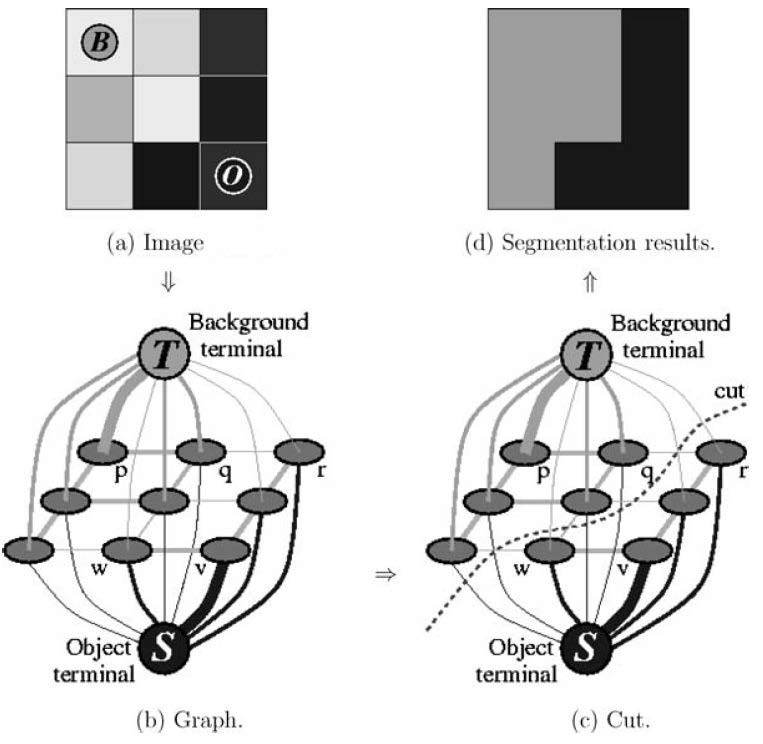 B
O
(a) Image
(d) Segmentation results.
⇓
⇑
Background
terminal
T
p
q
r
w
v
Object
terminal
S
(b) Graph.
⇒
Background
terminal
T
cut
p
q
r
w
v
Object
terminal
S
(c) Cut.